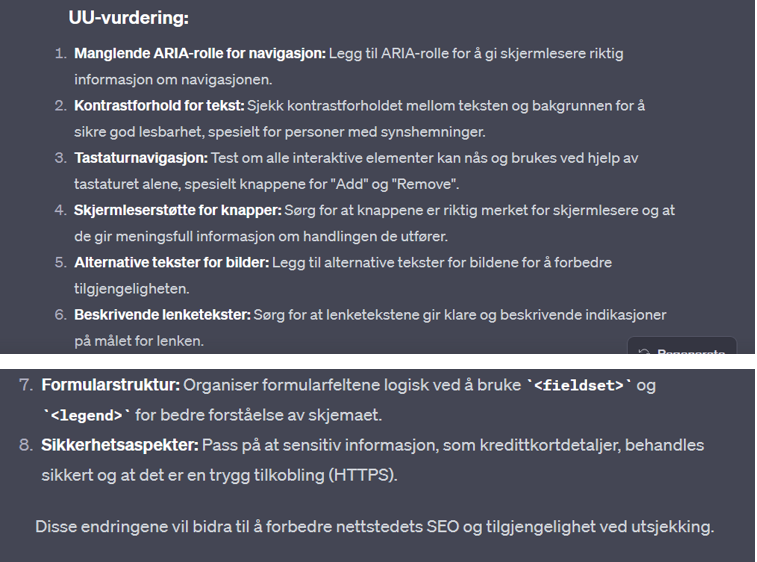 UU-vurdering:
1. Manglende ARIA-rolle for navigasjon: Legg til ARIA-rolle for å gi skjermlesere riktig
informasjon om navigasjonen.
2. Kontrastforhold for tekst: Sjekk kontrastforholdet mellom teksten og bakgrunnen for å
sikre god lesbarhet, spesielt for personer med synshemninger.
3. Tastaturnavigasjon: Test om alle interaktive elementer kan nås og brukes ved hjelp av
tastaturet alene, spesielt knappene for "Add" og "Remove".
4. Skjermleserstøtte for knapper: Sørg for at knappene er riktig merket for skjermlesere og at
de gir meningsfull informasjon om handlingen de utfører.
5. Alternative tekster for bilder: Legg til alternative tekster for bildene for å forbedre
tilgjengeligheten.
6. Beskrivende lenketekster: Sørg for at lenketekstene gir klare og beskrivende indikasjoner
på målet for lenken.
Regenerate
7. Formularstruktur: Organiser formularfeltene logisk ved å bruke `<fieldset>` og
`<legend>` for bedre forståelse av skjemaet.
8. Sikkerhetsaspekter: Pass på at sensitiv informasjon, som kredittkortdetaljer, behandles
sikkert og at det er en trygg tilkobling (HTTPS).
Disse endringene vil bidra til å forbedre nettstedets SEO og tilgjengelighet ved utsjekking.